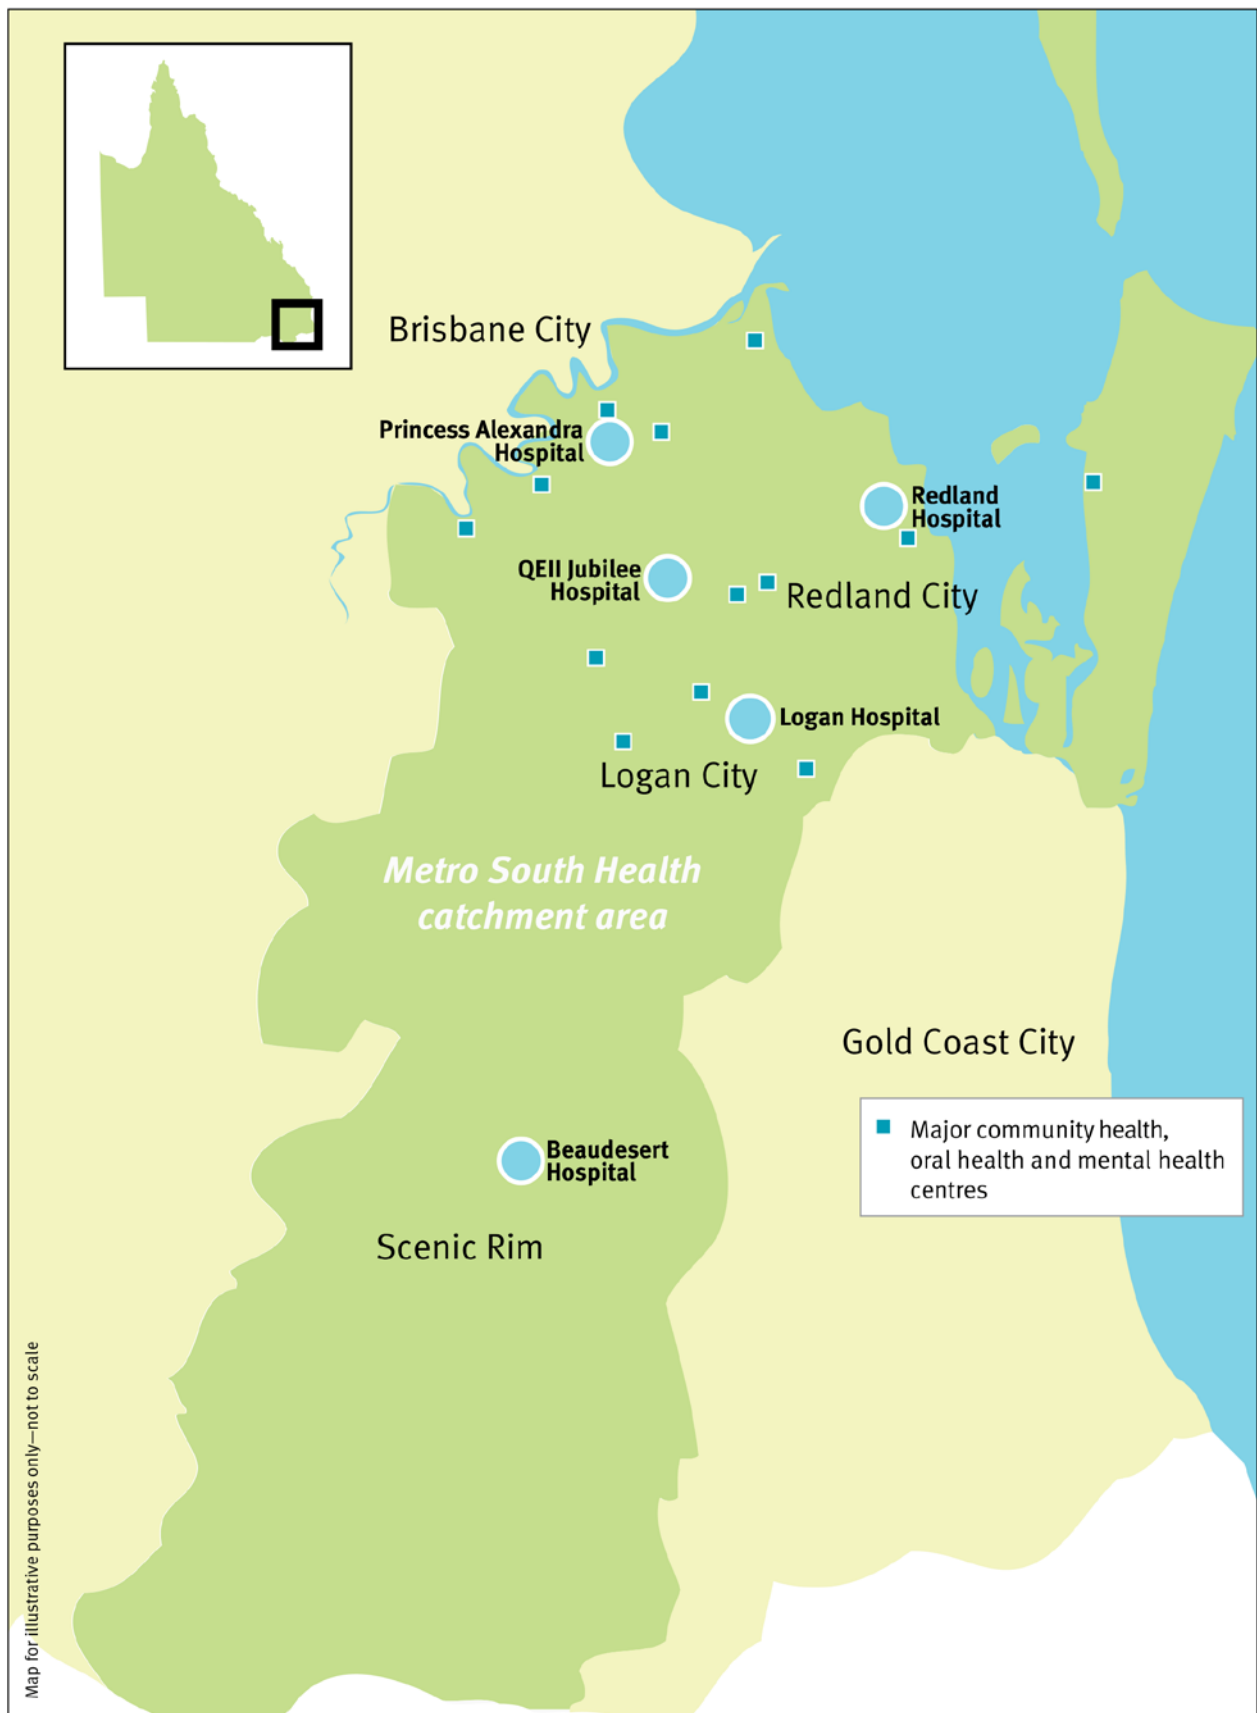 Brisbane City
Princess Alexandra
Hospital
Redland
Hospital
QEII Jubilee
Hospital
Redland City
Logan Hospital
Logan City
Metro South Health
catchment area
Gold Coast City
Major community health,
oral health and mental health
centres
Beaudesert
Hospital
Scenic Rim
Map for illustrative purposes only—not to scale